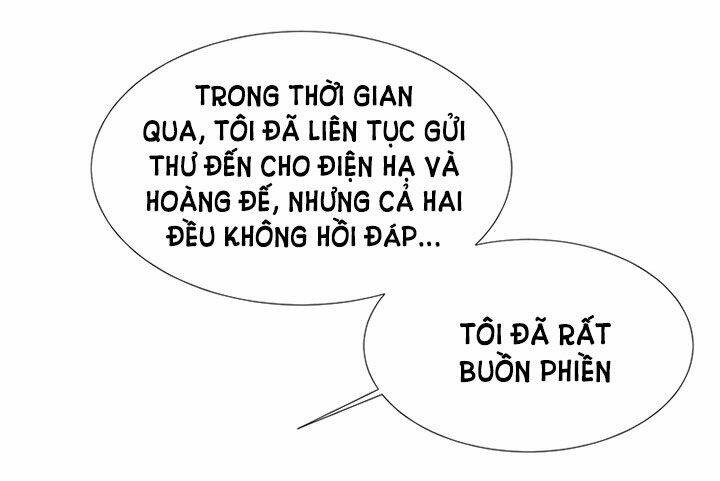 TRONG THỜI GIAN
QUA, TÔI ĐÃ LIÊN TỤC GỬI
THƯ ĐẾN CHO ĐIỆN HẠ VÀ
HOÀNG ĐẾ, NHƯNG CẢ HAI
ĐỀU KHÔNG HỒI ĐÁP...
TÔI ĐÃ RẤT
BUỒN PHIỀN